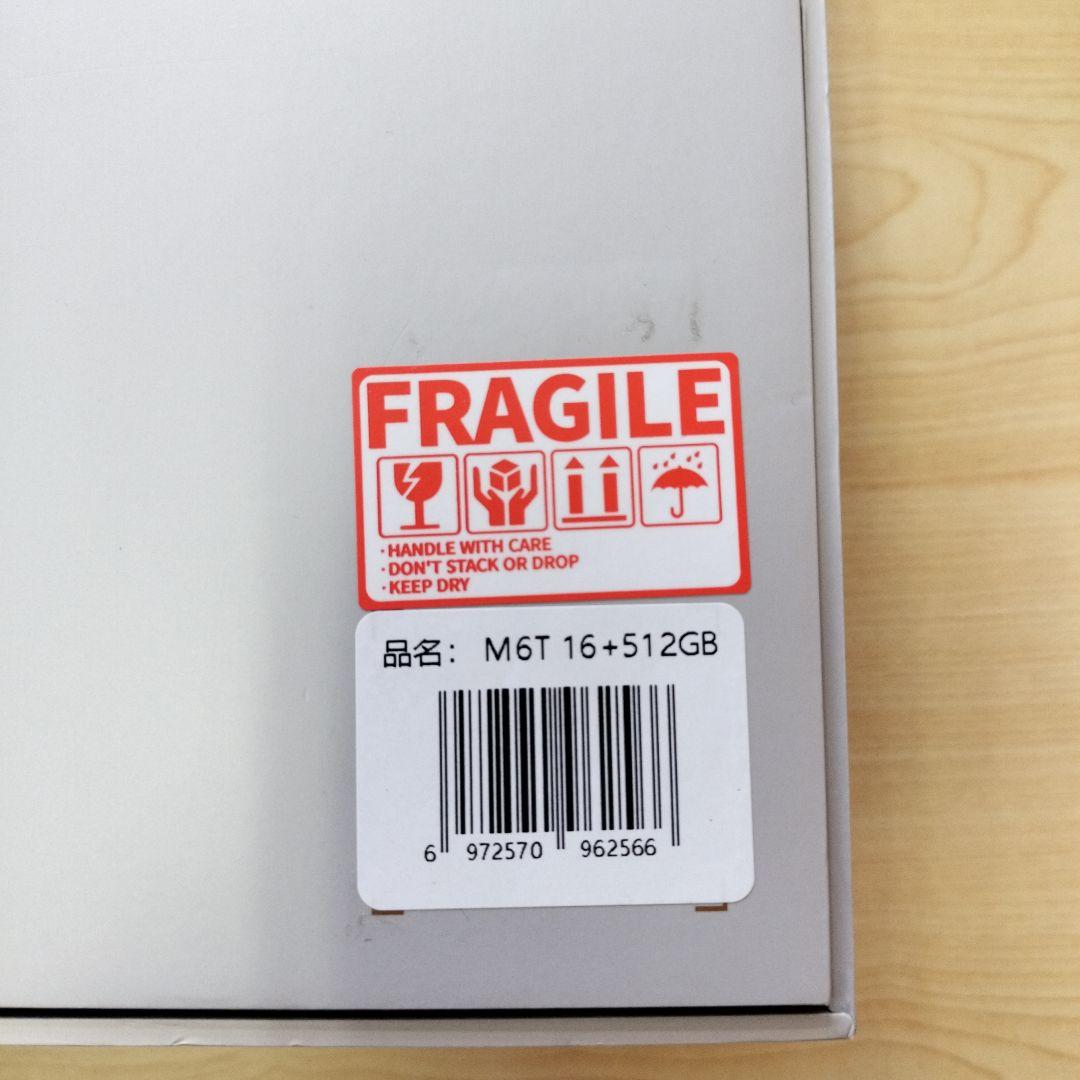 FRAGILE
·HANDLE WITH CARE
·DON'T STACK OR DROP
·KEEP DRY
品名： M6T 16+512GB
6 972570 962566